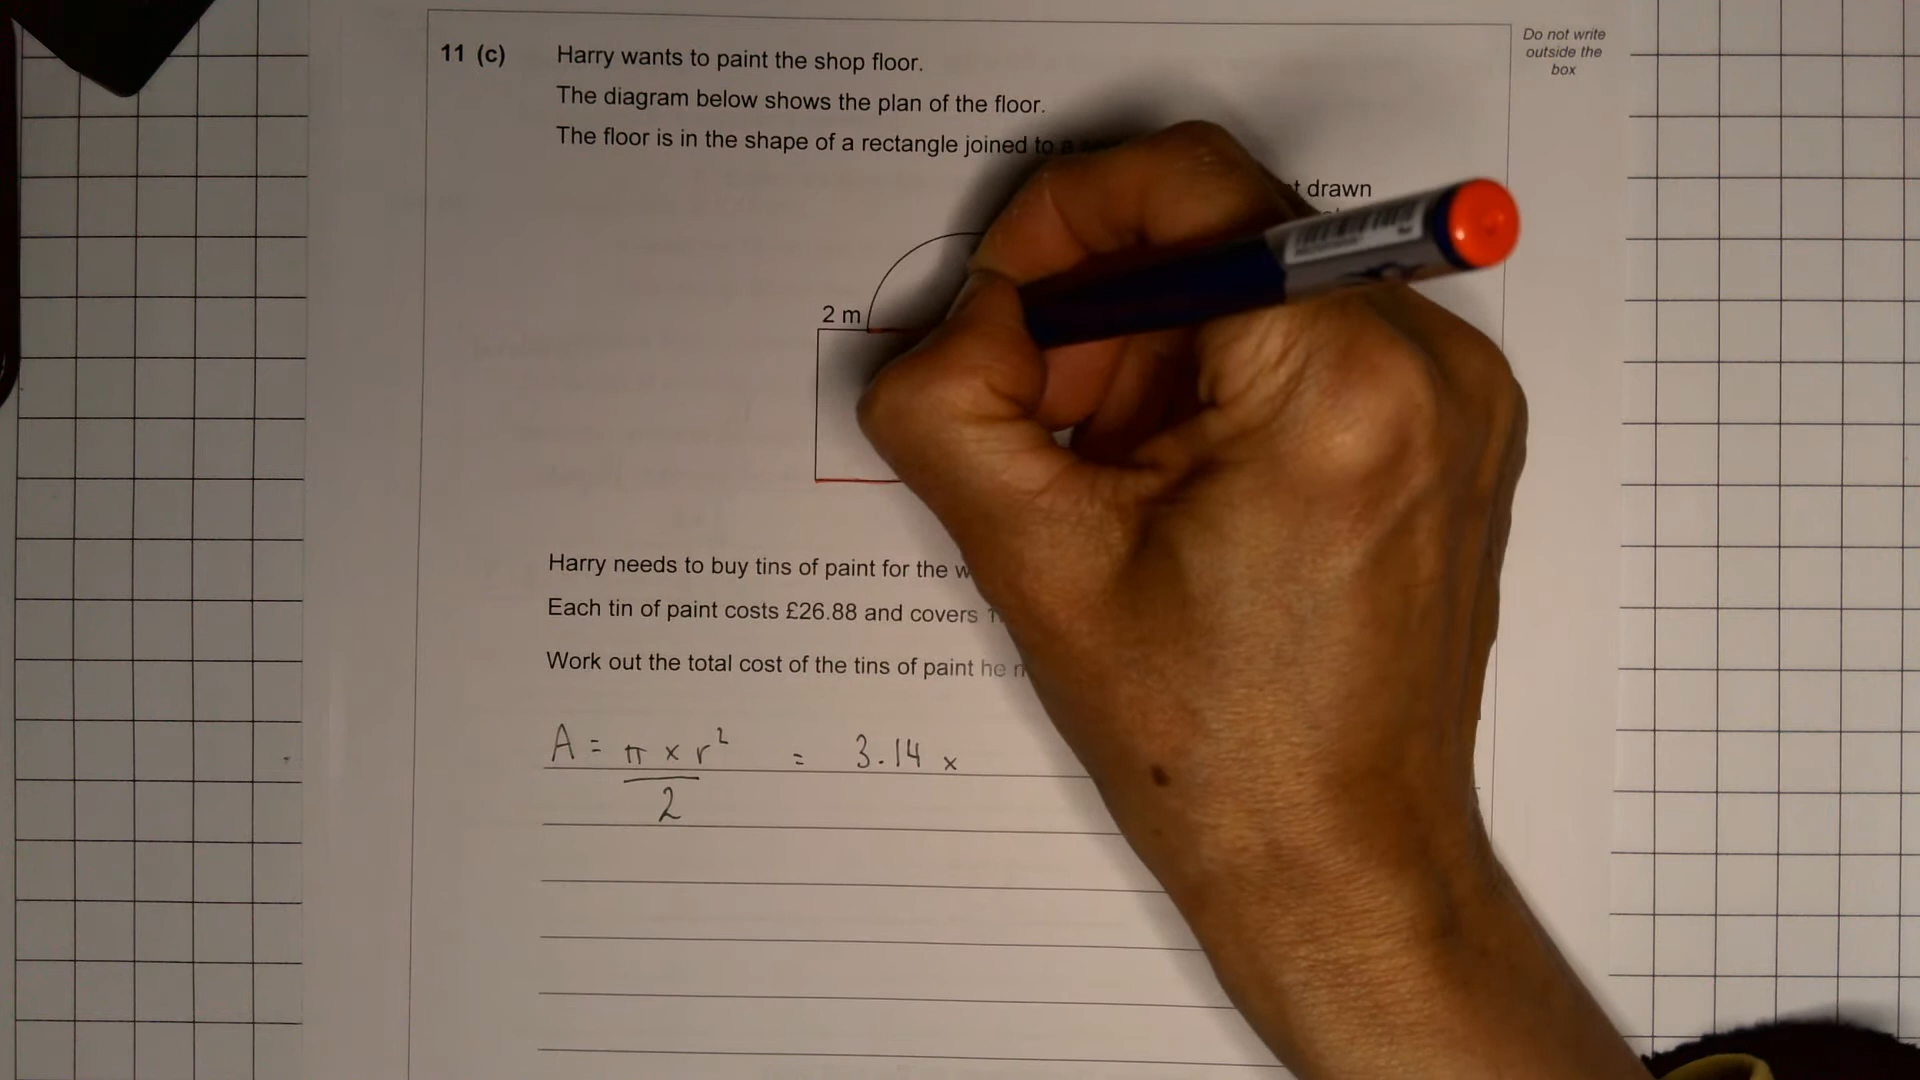 11 (c) Harry wants to paint the shop floor.
Do not write
outside the
box
The diagram below shows the plan of the floor.
The floor is in the shape of a rectangle joined to a
drawn
2 m
Harry needs to buy tins of paint for the
Each tin of paint costs £26.88 and covers
Work out the total cost of the tins of paint he
A = π × r² = 3.14 ×
2